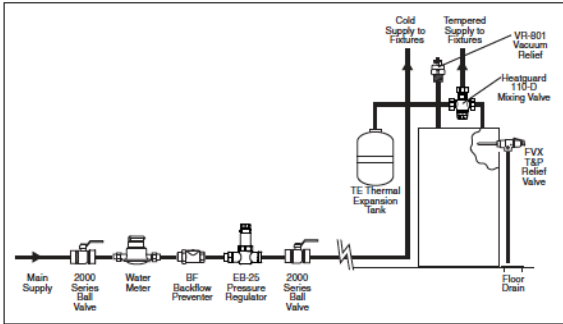 Cold
Supply to
Fixtures
Tempered
Supply to
Fixtures
VR-801
Vacuum
Relief
Heatguard
110-D
Mixing Valve
FVX
T&P
Relief
Valve
TE Thermal
Expansion
Tank
Main
Supply
2000
Series
Ball
Valve
Water
Meter
BF
Backflow
Preventer
EB-25
Pressure
Regulator
2000
Series
Ball
Valve
Floor
Drain